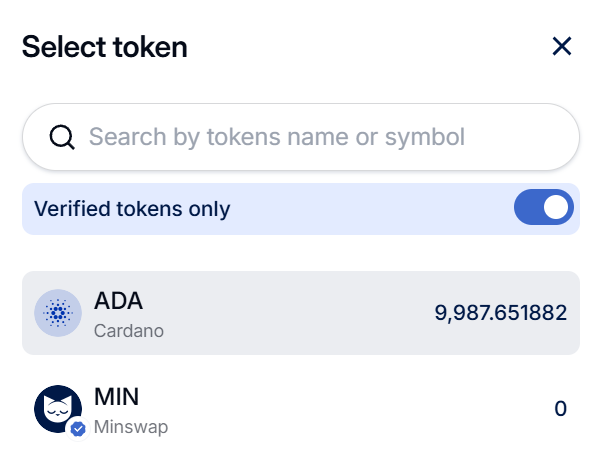 Select token
Search by tokens name or symbol
Verified tokens only
ADA
9,987.651882
Cardano
MIN
0
Minswap